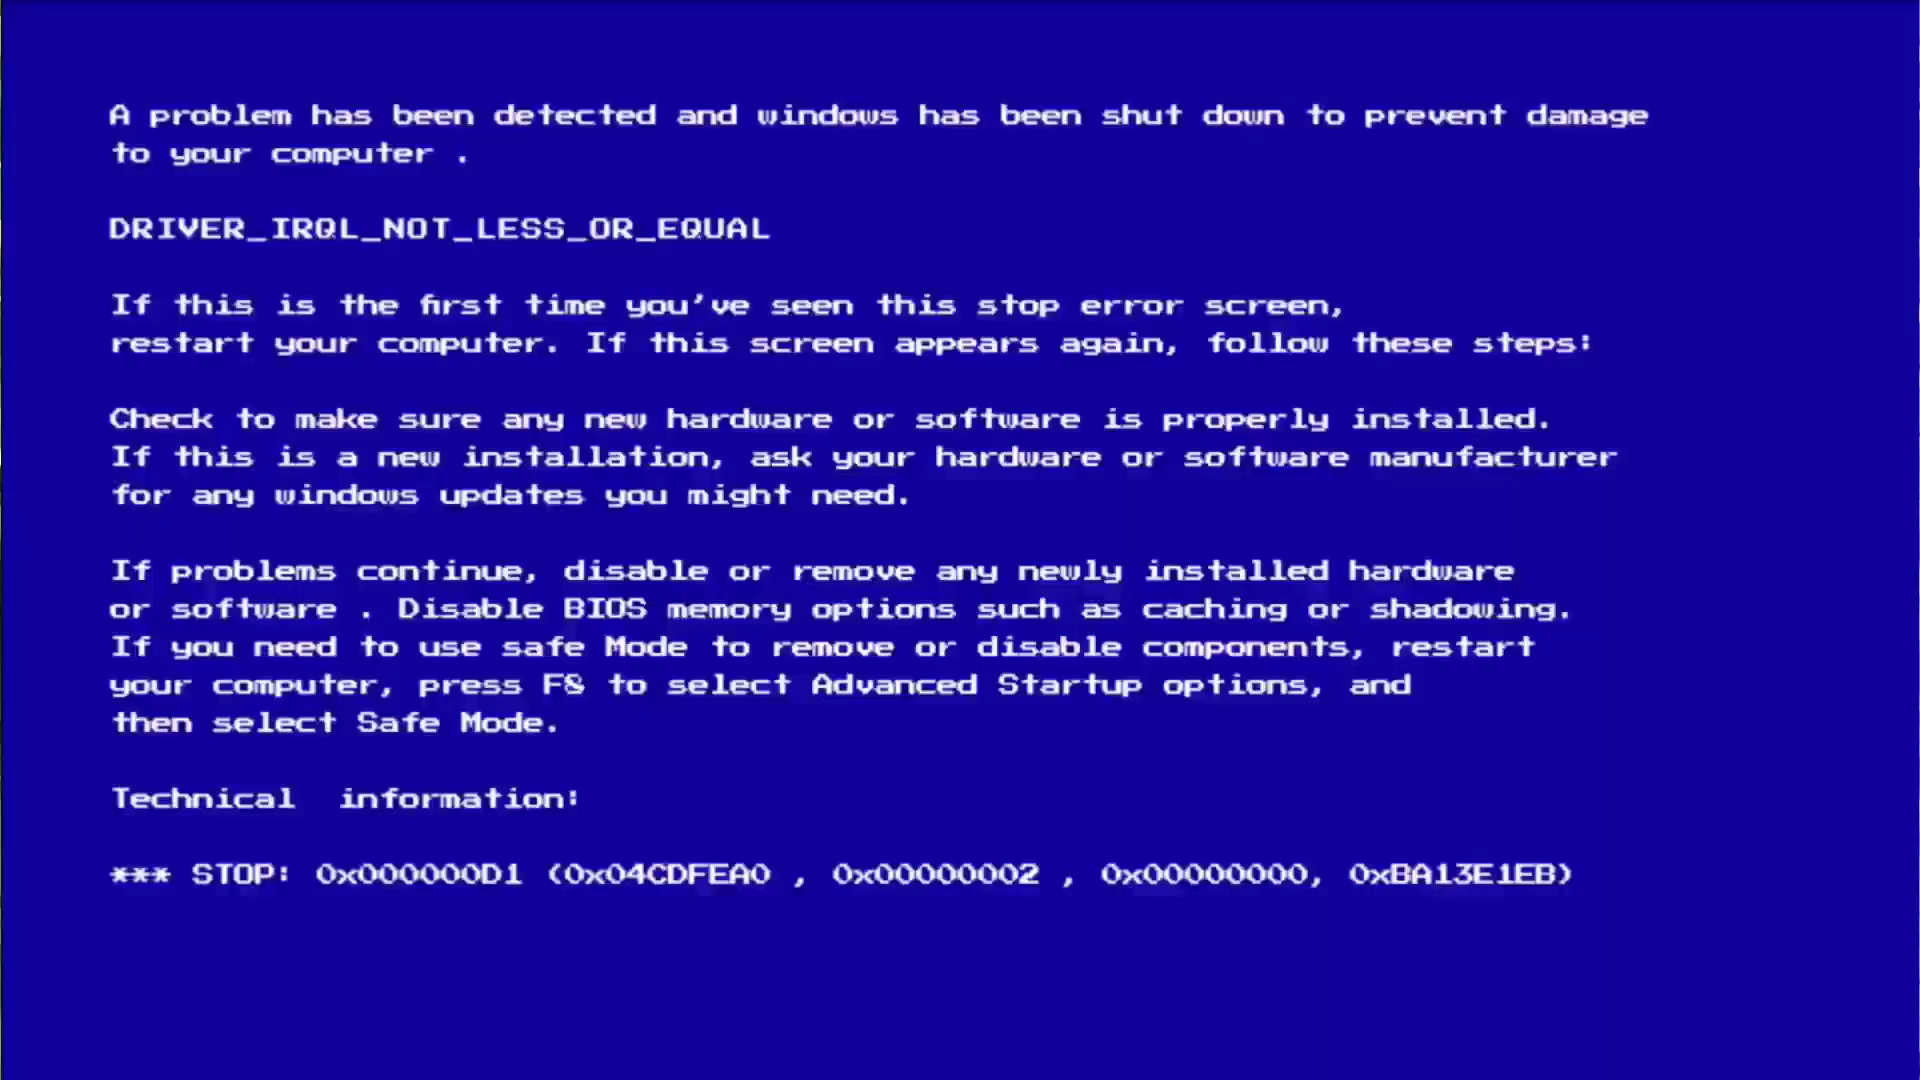 A problem has been detected and windows has been shut down to prevent damage
to your computer .
DRIVER_IRQL_NOT_LESS_OR_EQUAL
If this is the first time you've seen this stop error screen,
restart your computer. If this screen appears again, follow these steps:
Check to make sure any new hardware or software is properly installed.
If this is a new installation, ask your hardware or software manufacturer
for any windows updates you might need.
If problems continue, disable or remove any newly installed hardware
or software . Disable BIOS memory options such as caching or shadowing.
If you need to use safe Mode to remove or disable components, restart
your computer, press F& to select Advanced Startup options, and
then select Safe Mode.
Technical  information:
*** STOP: 0x000000D1 (0x04CDFEA0 , 0x00000002 , 0x00000000, 0xBA13E1EB)